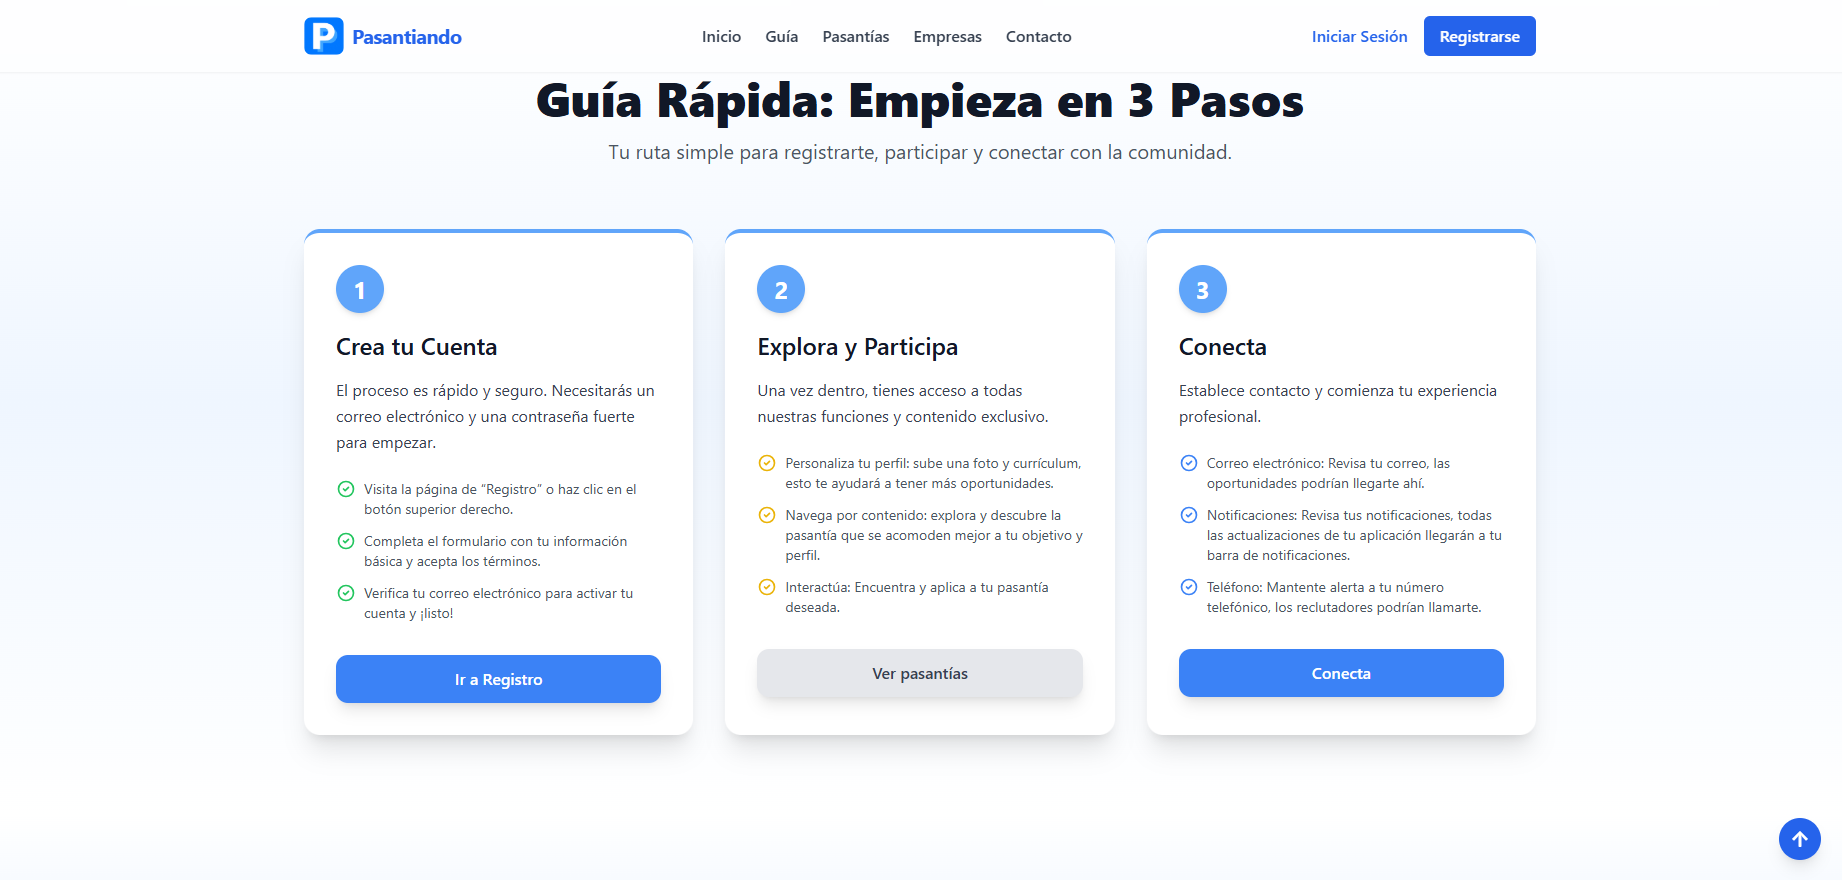 Pasantiando
Inicio Guía Pasantías Empresas Contacto
Iniciar Sesión Registrarse
Guía Rápida: Empieza en 3 Pasos
Tu ruta simple para registrarte, participar y conectar con la comunidad.
1
Crea tu Cuenta
El proceso es rápido y seguro. Necesitarás un
correo electrónico y una contraseña fuerte
para empezar.
Visita la página de “Registro” o haz clic en el
botón superior derecho.
Completa el formulario con tu información
básica y acepta los términos.
Verifica tu correo electrónico para activar tu
cuenta y ¡listo!
Ir a Registro
2
Explora y Participa
Una vez dentro, tienes acceso a todas
nuestras funciones y contenido exclusivo.
Personaliza tu perfil: sube una foto y currículum,
esto te ayudará a tener más oportunidades.
Navega por contenido: explora y descubre la
pasantía que se acomoden mejor a tu objetivo y
perfil.
Interactúa: Encuentra y aplica a tu pasantía
deseada.
Ver pasantías
3
Conecta
Establece contacto y comienza tu experiencia
profesional.
Correo electrónico: Revisa tu correo, las
oportunidades podrían llegarte ahí.
Notificaciones: Revisa tus notificaciones, todas
las actualizaciones de tu aplicación llegarán a tu
barra de notificaciones.
Teléfono: Mantente alerta a tu número
telefónico, los reclutadores podrían llamarte.
Conecta